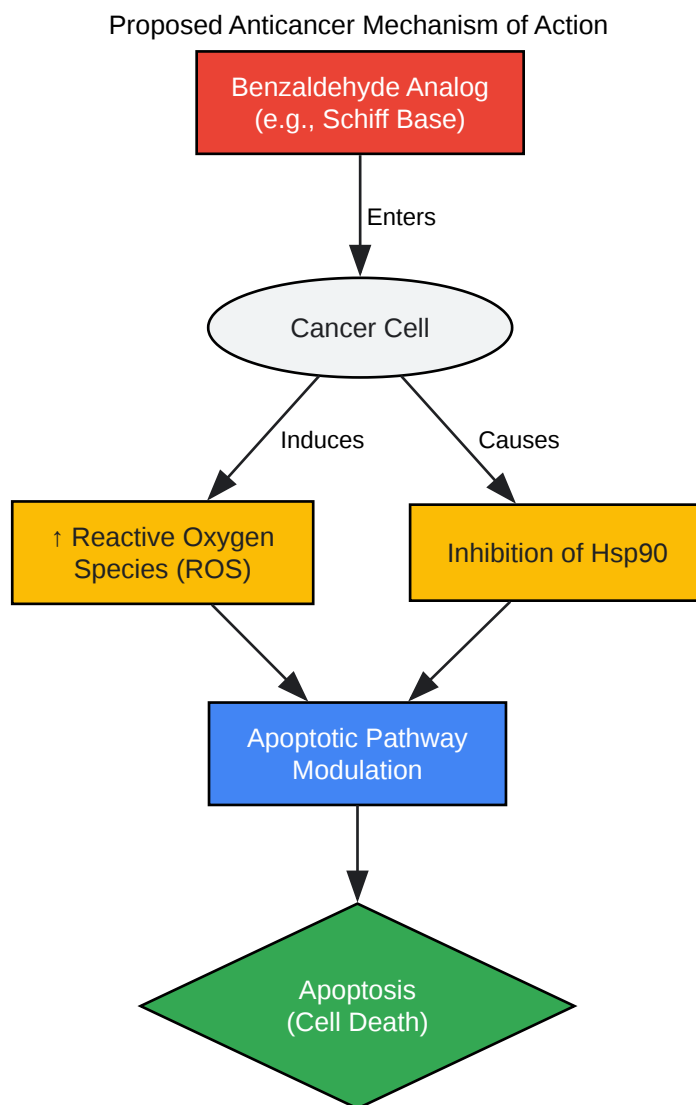 Proposed Anticancer Mechanism of Action
Benzaldehyde Analog
(e.g., Schiff Base)
Enters
Cancer Cell
Induces
Causes
↑ Reactive Oxygen
Species (ROS)
Inhibition of Hsp90
Apoptotic Pathway
Modulation
Apoptosis
(Cell Death)